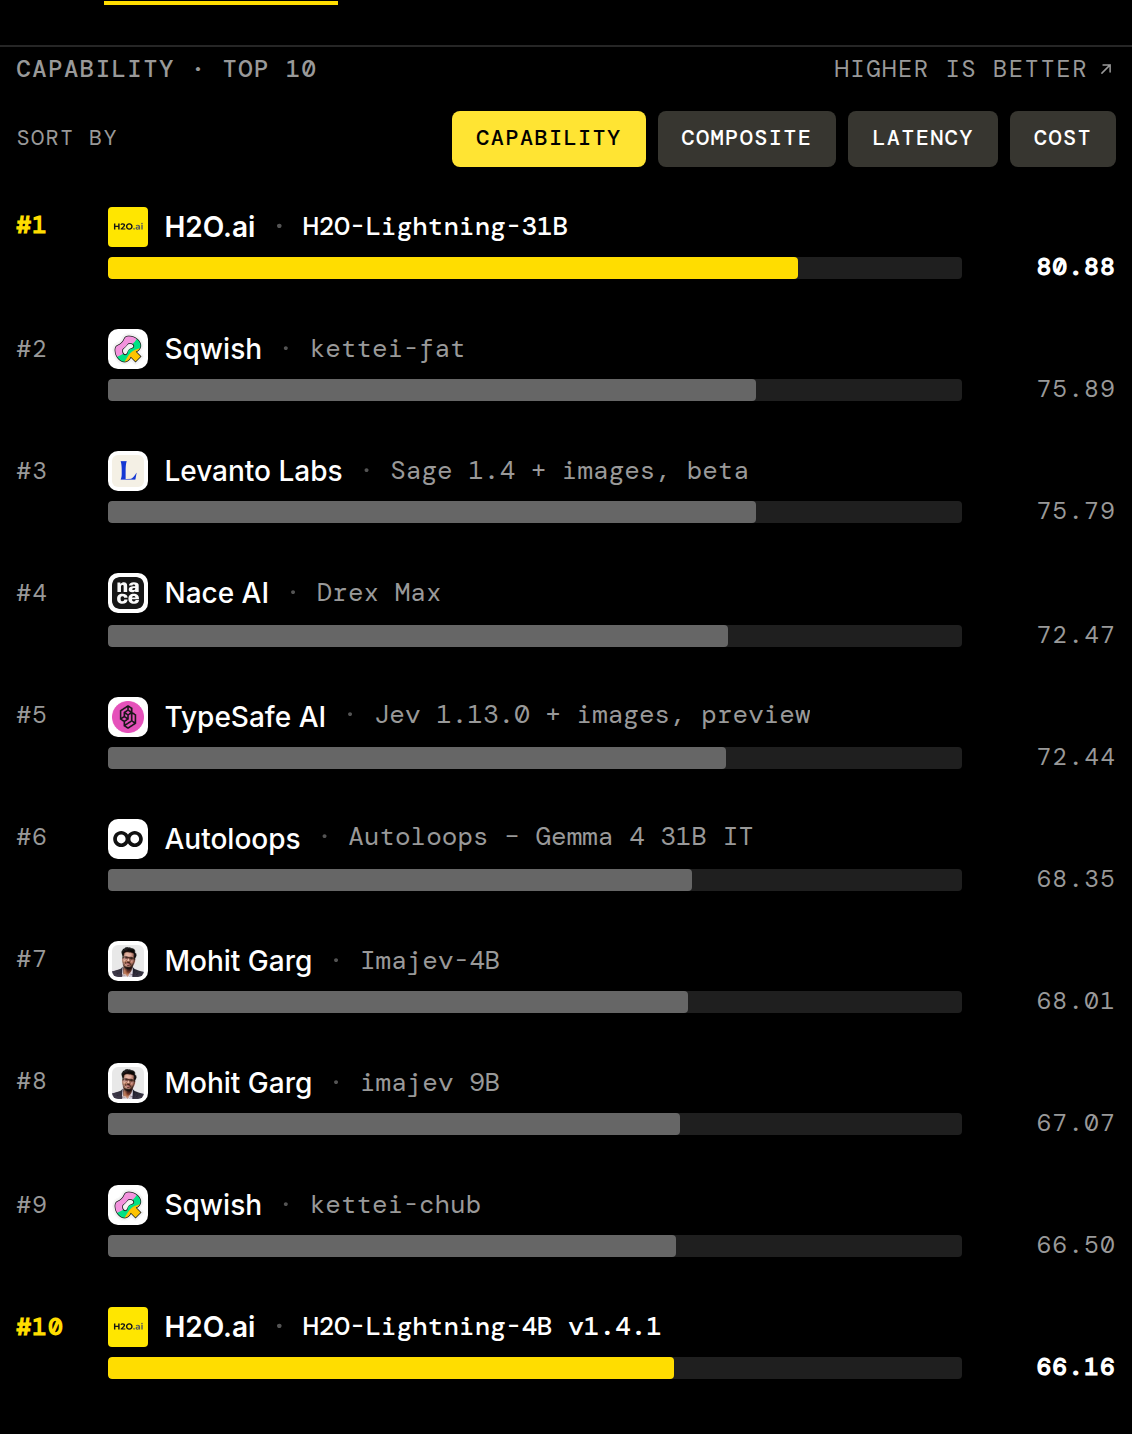 CAPABILITY · TOP 10
HIGHER IS BETTER ↗
SORT BY
CAPABILITY
COMPOSITE
LATENCY
COST
#1 H2O.ai H2O.ai · H2O-Lightning-31B
80.88
#2 Sqwish · kettei-fat
75.89
#3 L Levanto Labs · Sage 1.4 + images, beta
75.79
#4 nace Nace AI · Drex Max
72.47
#5 TypeSafe AI · Jev 1.13.0 + images, preview
72.44
#6 Autoloops · Autoloops - Gemma 4 31B IT
68.35
#7 Mohit Garg · Imajev-4B
68.01
#8 Mohit Garg · imajev 9B
67.07
#9 Sqwish · kettei-chub
66.50
#10 H2O.ai H2O.ai · H2O-Lightning-4B v1.4.1
66.16